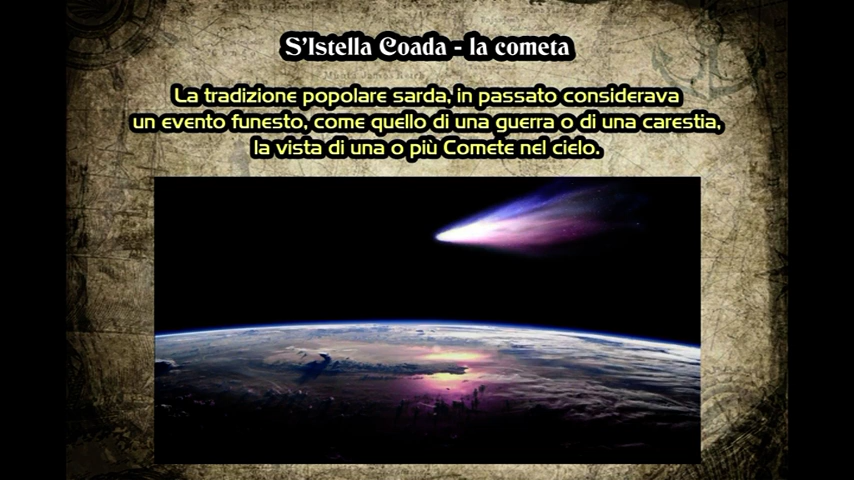 S'Istella Coada - la cometa
La tradizione popolare sarda, in passato considerava
un evento funesto, come quello di una guerra o di una carestia,
la vista di una o più Comete nel cielo.